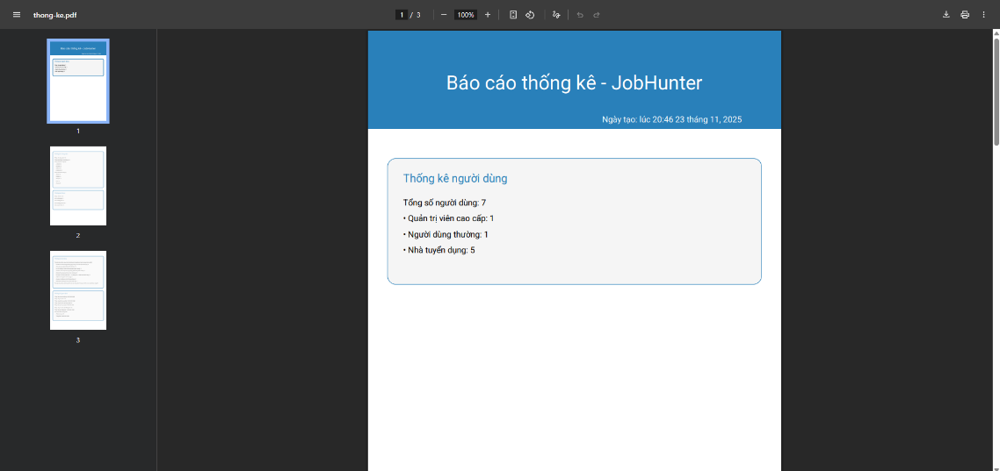 thong-ke.pdf
1 / 3
100%
1
2
3
Báo cáo thống kê - JobHunter
Ngày tạo: lúc 20:46 23 tháng 11, 2025
Thống kê người dùng
Tổng số người dùng: 7
• Quản trị viên cao cấp: 1
• Người dùng thường: 1
• Nhà tuyển dụng: 5